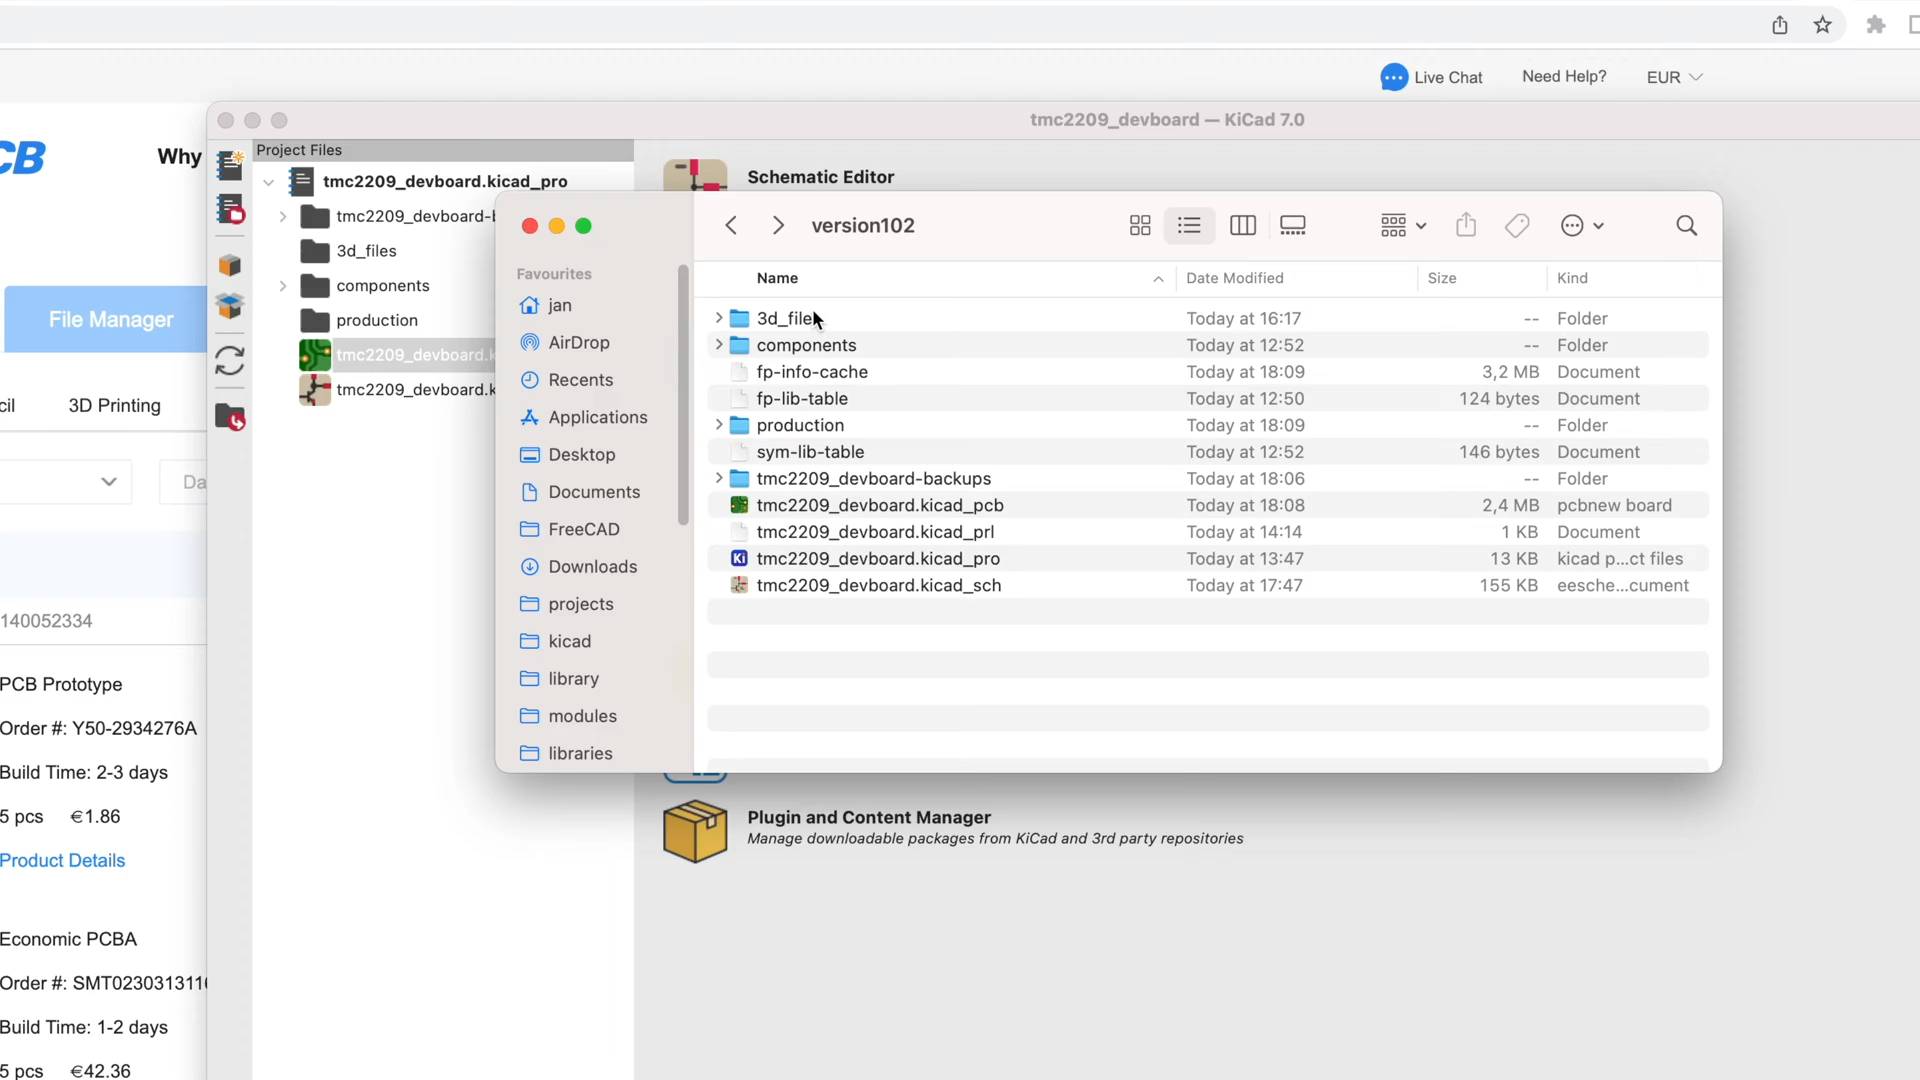 Live Chat
Need Help?
EUR
tmc2209_devboard — KiCad 7.0
CB
Why
Project Files
tmc2209_devboard.kicad_pro
tmc2209_devboard-b
3d_files
components
production
tmc2209_devboard.k
tmc2209_devboard.k
Schematic Editor
File Manager
cil
3D Printing
Da
140052334
PCB Prototype
Order #: Y50-2934276A
Build Time: 2-3 days
5 pcs €1.86
Product Details
Economic PCBA
Order #: SMT0230313110
Build Time: 1-2 days
5 pcs €42.36
version102
Favourites
jan
AirDrop
Recents
Applications
Desktop
Documents
FreeCAD
Downloads
projects
kicad
library
modules
libraries
Name Date Modified Size Kind
3d_files Today at 16:17 -- Folder
components Today at 12:52 -- Folder
fp-info-cache Today at 18:09 3,2 MB Document
fp-lib-table Today at 12:50 124 bytes Document
production Today at 18:09 -- Folder
sym-lib-table Today at 12:52 146 bytes Document
tmc2209_devboard-backups Today at 18:06 -- Folder
tmc2209_devboard.kicad_pcb Today at 18:08 2,4 MB pcbnew board
tmc2209_devboard.kicad_prl Today at 14:14 1 KB Document
Ki tmc2209_devboard.kicad_pro Today at 13:47 13 KB kicad p...ct files
tmc2209_devboard.kicad_sch Today at 17:47 155 KB eesche...cument
Plugin and Content Manager
Manage downloadable packages from KiCad and 3rd party repositories